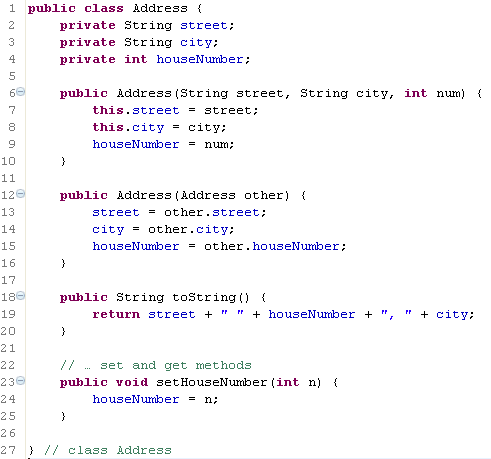 1 public class Address {
2     private String street;
3     private String city;
4     private int houseNumber;
5
6     public Address(String street, String city, int num) {
7         this.street = street;
8         this.city = city;
9         houseNumber = num;
10     }
11
12     public Address(Address other) {
13         street = other.street;
14         city = other.city;
15         houseNumber = other.houseNumber;
16     }
17
18     public String toString() {
19         return street + " " + houseNumber + ", " + city;
20     }
21
22     // … set and get methods
23     public void setHouseNumber(int n) {
24         houseNumber = n;
25     }
26
27 } // class Address